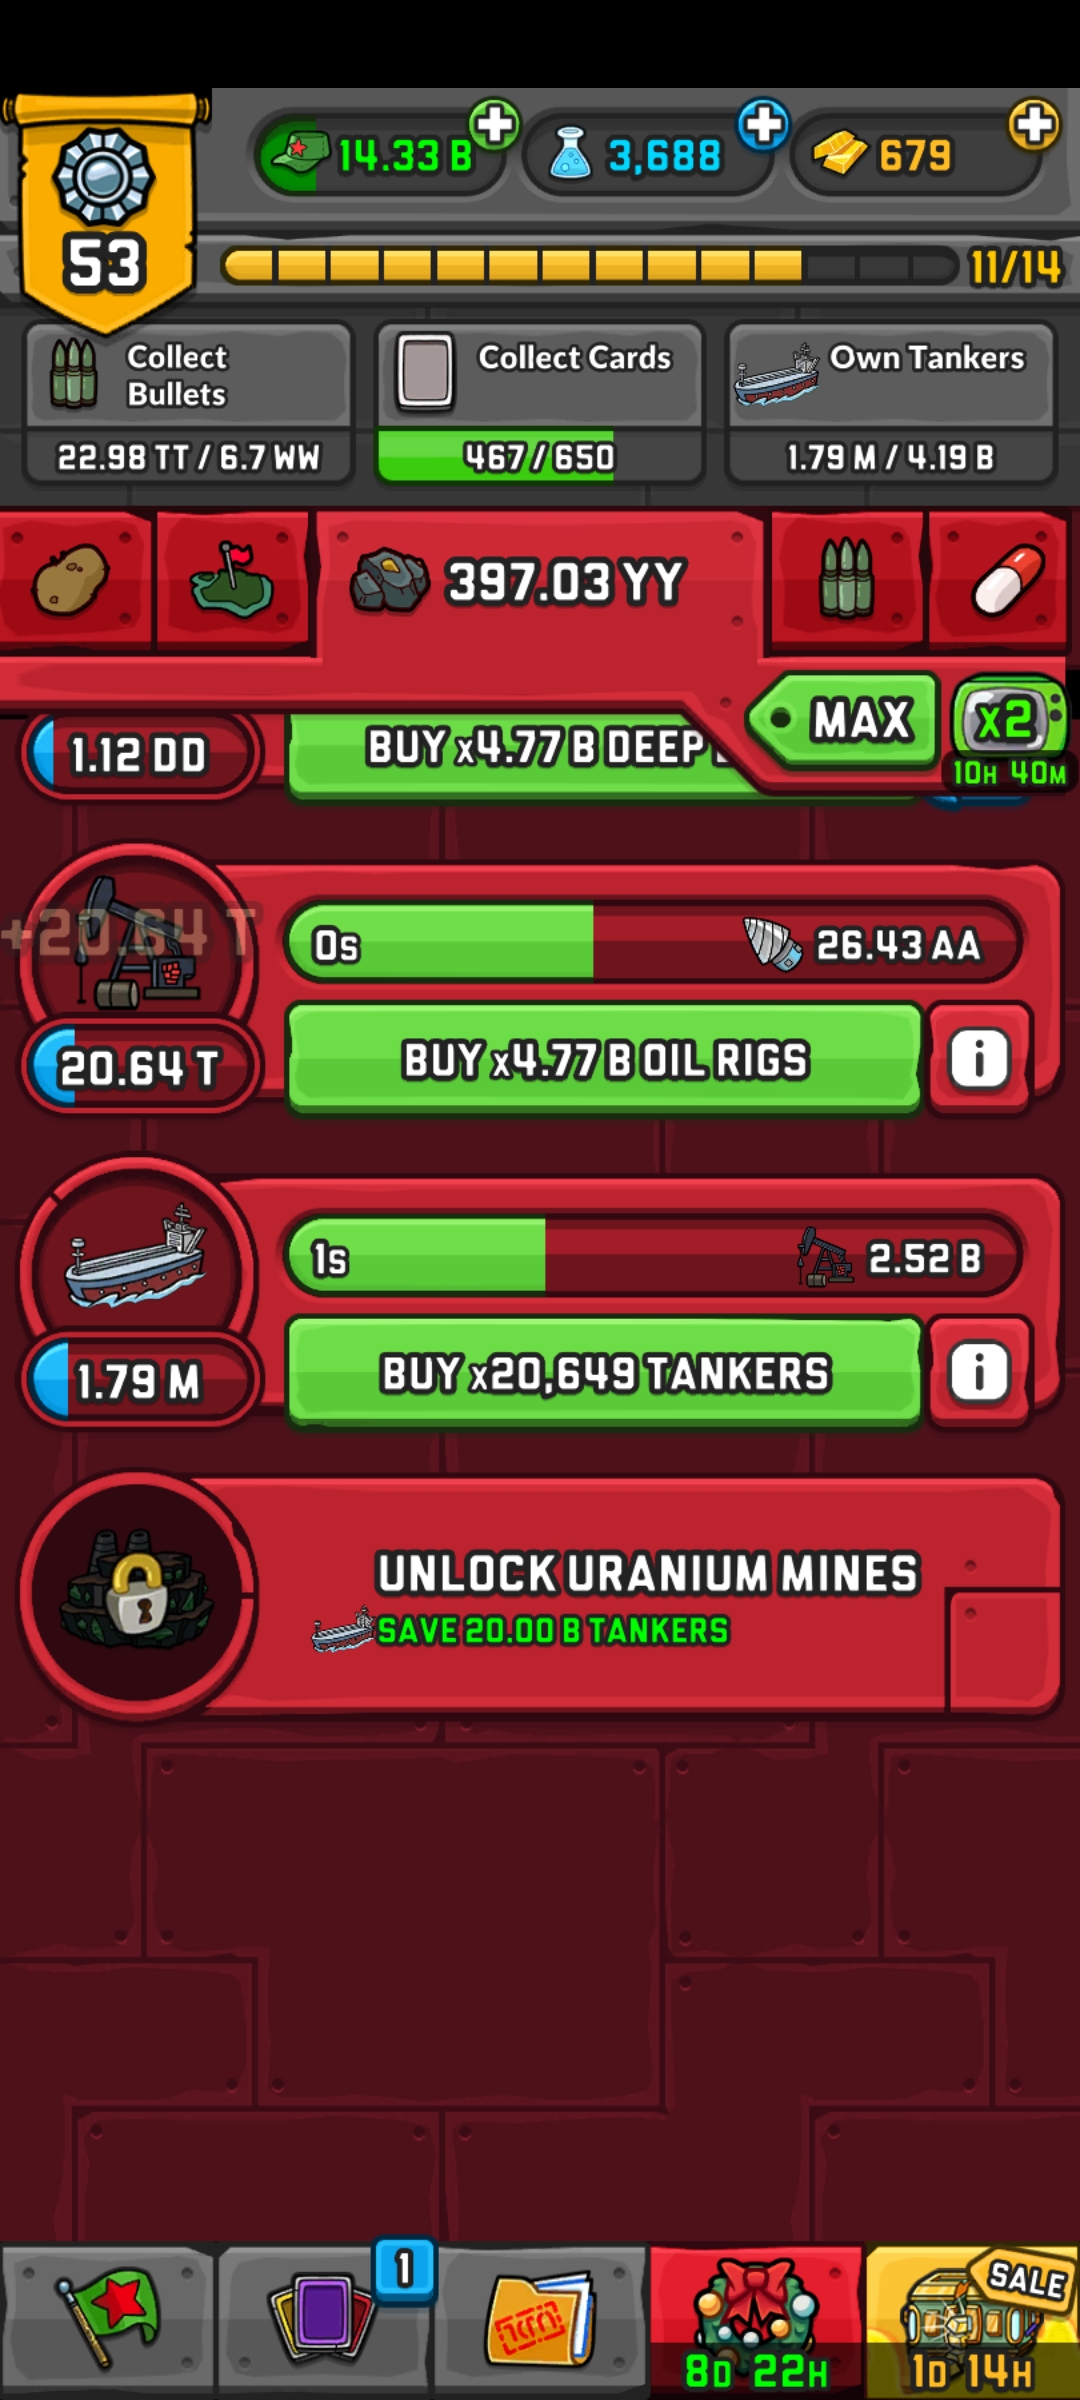 14.33 B
3,688
679
53
11/14
Collect
Bullets
Collect Cards
Own Tankers
22.98 TT / 6.7 WW
467/650
1.79 M / 4.19 B
397.03 YY
MAX
x2
10H 40M
1.12 DD
BUY x4.77 B DEEP
+20.64 T
0s
26.43 AA
20.64 T
BUY x4.77 B OIL RIGS
i
1s
2.52 B
1.79 M
BUY x20,649 TANKERS
i
UNLOCK URANIUM MINES
SAVE 20.00 B TANKERS
1
SALE
8D 22H
1D 14H